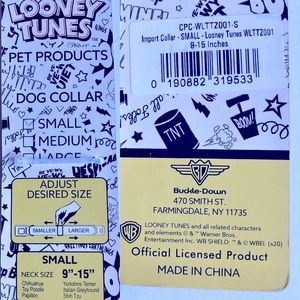 LOONEY
TUNES
PET PRODUCTS
DOG COLLAR
SMALL
MEDIUM
LARGE
ADJUST
DESIRED SIZE
SMALLER LARGER
SMALL
NECK SIZE 9"-15"
Chihuahua Yorkshire Terrier
Toy Poodle Italian Greyhound
Papillon Shih Tzu
CPC-WLTTZ001-S
Import Collar - SMALL - Looney Tunes WLTTZ001
9-15 inches
0 190882 319533
TNT
BOOM!
BD
Buckle-Down
470 SMITH ST.
FARMINGDALE, NY 11735
LOONEY TUNES and all related characters
and elements © & ™ Warner Bros.
Entertainment Inc. WB SHIELD: ™ & © WBEI. (s20)
Official Licensed Product
MADE IN CHINA